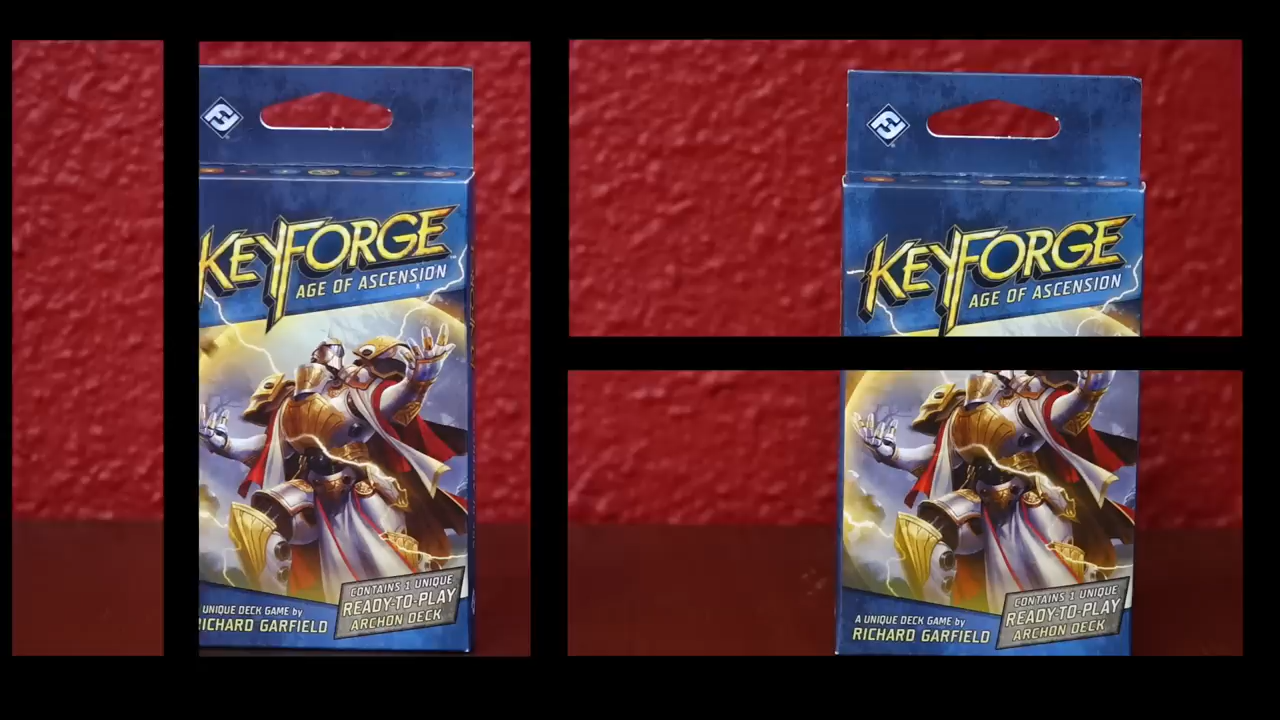 KEYFORGE
AGE OF ASCENSION
CONTAINS 1 UNIQUE
READY-TO-PLAY
ARCHON DECK
UNIQUE DECK GAME by
RICHARD GARFIELD
KEYFORGE
AGE OF ASCENSION
CONTAINS 1 UNIQUE
READY-TO-PLAY
ARCHON DECK
A UNIQUE DECK GAME by
RICHARD GARFIELD